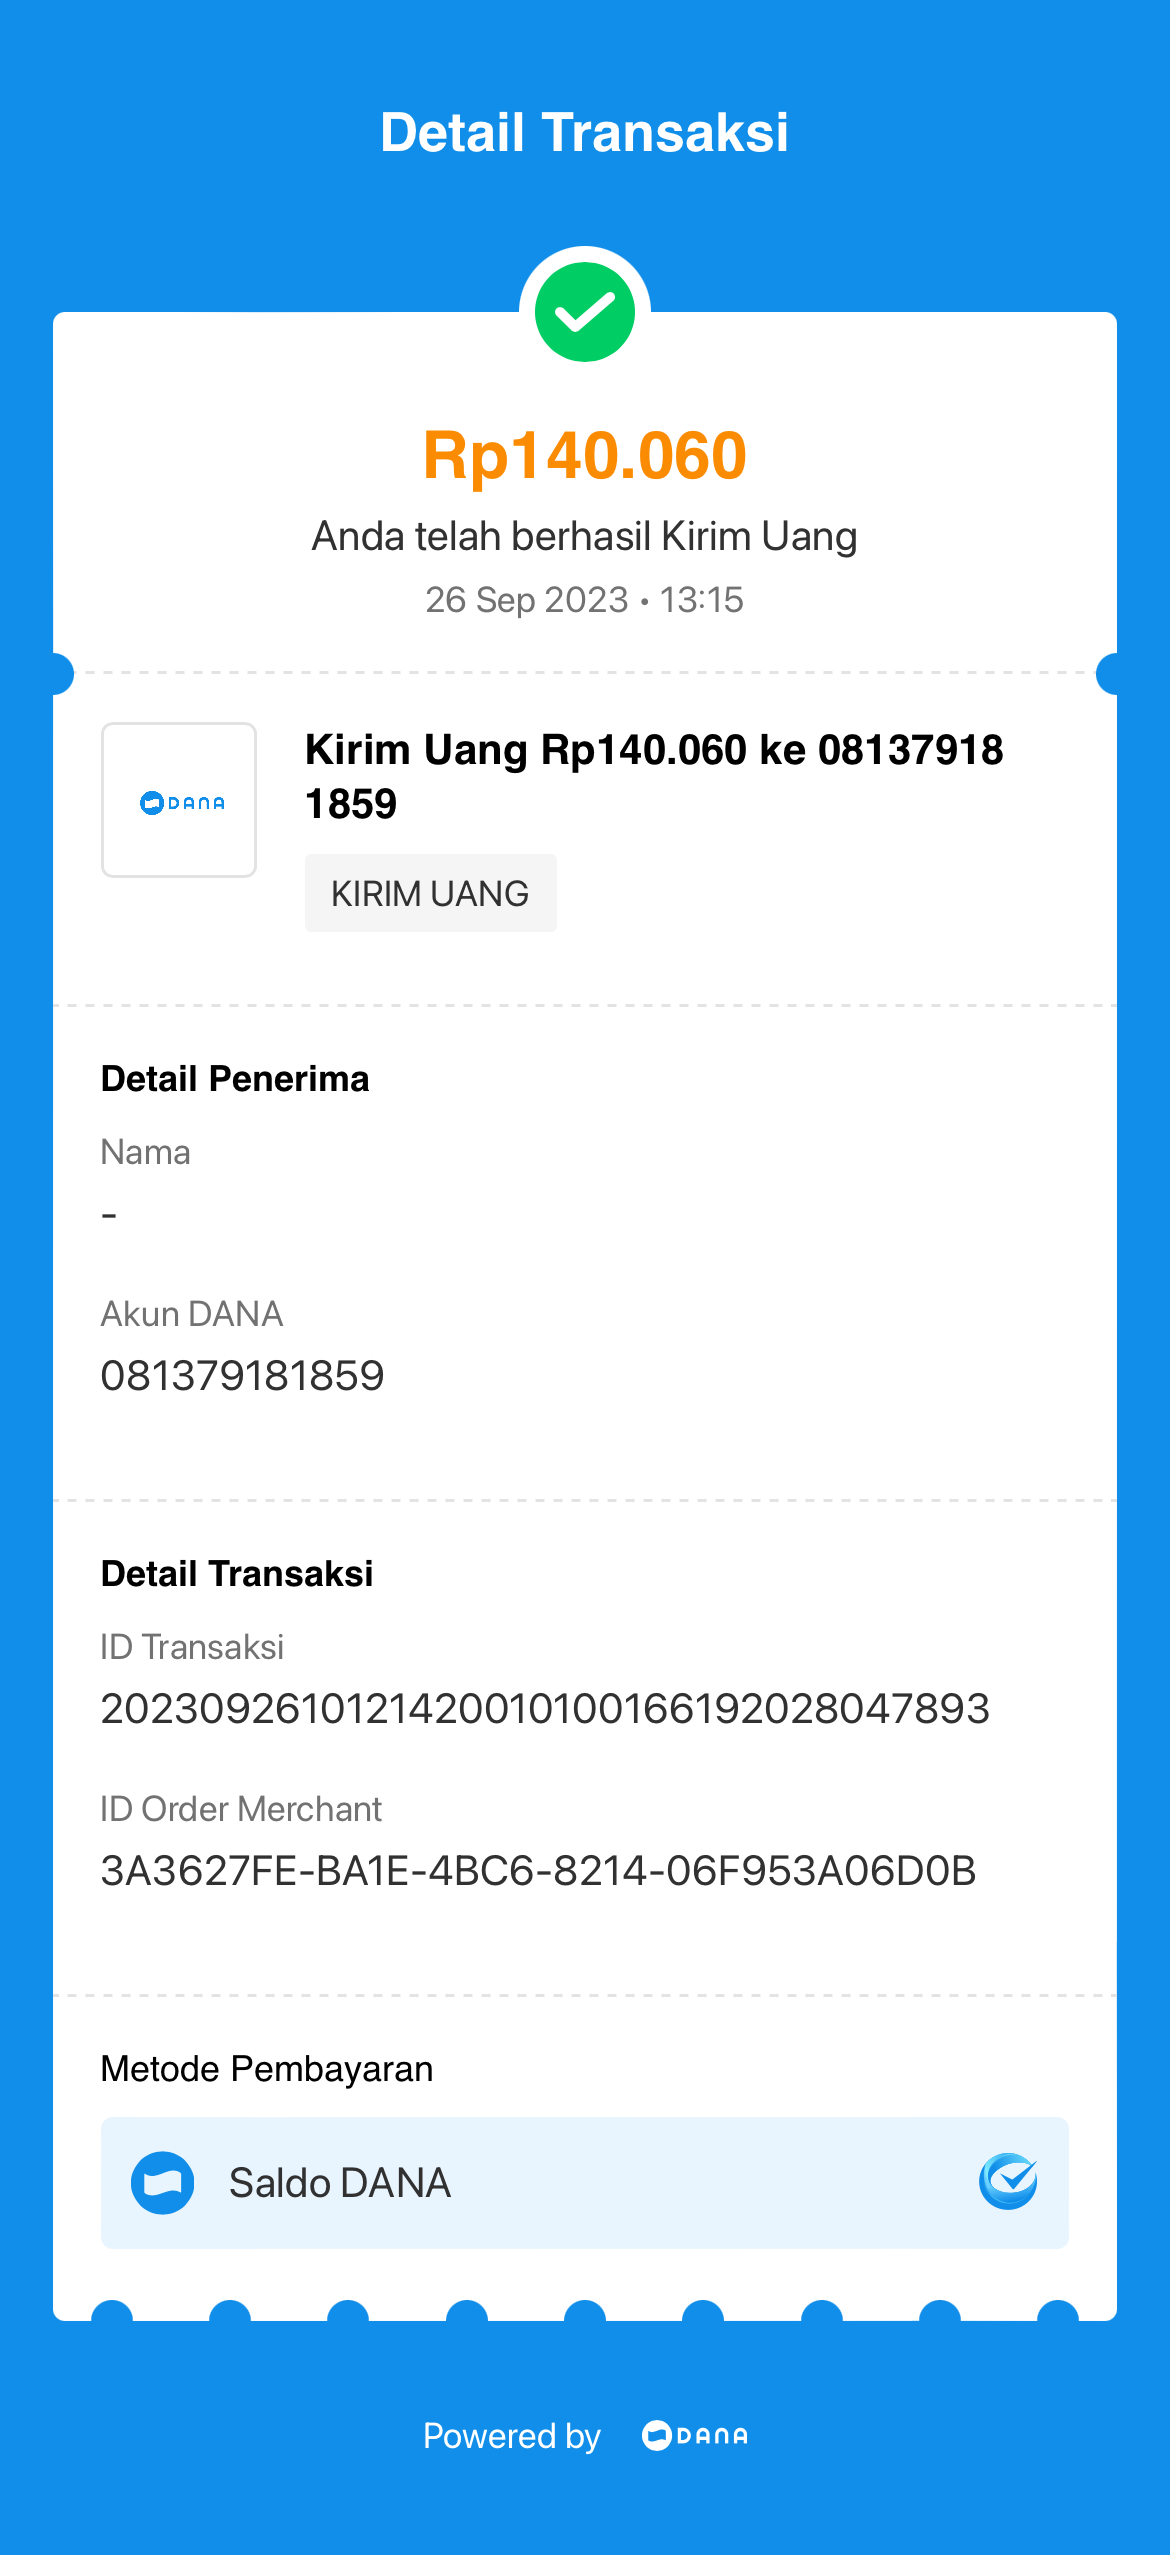 Detail Transaksi
Rp140.060
Anda telah berhasil Kirim Uang
26 Sep 2023 • 13:15
DANA
Kirim Uang Rp140.060 ke 08137918
1859
KIRIM UANG
Detail Penerima
Nama
-
Akun DANA
081379181859
Detail Transaksi
ID Transaksi
2023092610121420010100166192028047893
ID Order Merchant
3A3627FE-BA1E-4BC6-8214-06F953A06D0B
Metode Pembayaran
Saldo DANA
Powered by DANA